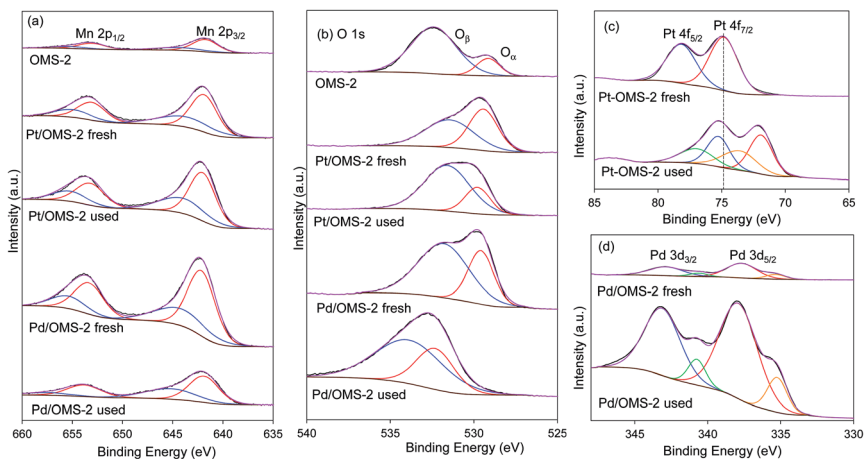 (a)
Mn 2p1/2
Mn 2p3/2
OMS-2
Pt/OMS-2 fresh
Pt/OMS-2 used
Pd/OMS-2 fresh
Pd/OMS-2 used
Intensity (a.u.)
660 655 650 645 640 635
Binding Energy (eV)
(b) O 1s
Oβ
Oα
OMS-2
Pt/OMS-2 fresh
Pt/OMS-2 used
Pd/OMS-2 fresh
Pd/OMS-2 used
Intensity (a.u.)
540 535 530 525
Binding Energy (eV)
(c)
Pt 4f5/2
Pt 4f7/2
Pt-OMS-2 fresh
Pt-OMS-2 used
Intensity (a.u.)
85 80 75 70 65
Binding Energy (eV)
(d)
Pd 3d3/2
Pd 3d5/2
Pd/OMS-2 fresh
Pd/OMS-2 used
Intensity (a.u.)
345 340 335 330
Binding Energy (eV)